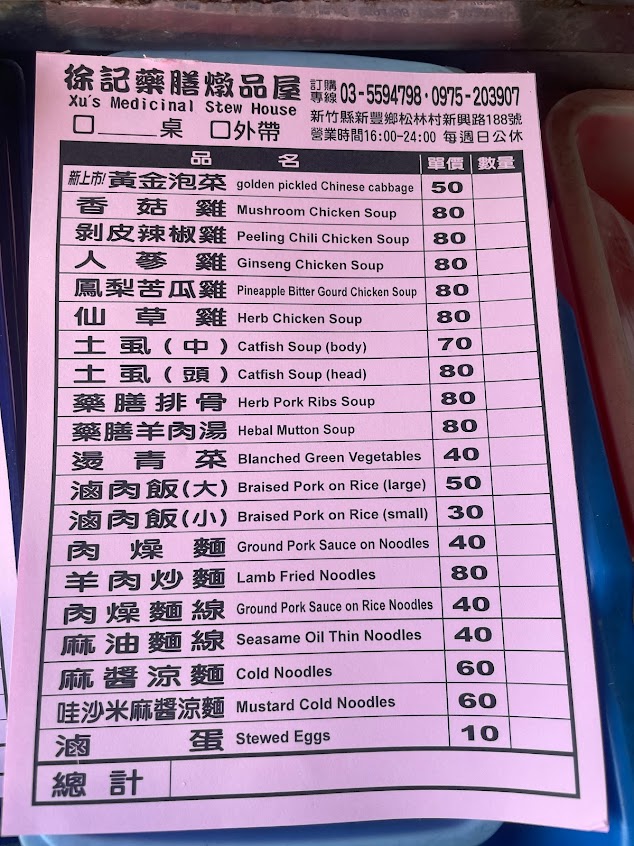 徐記藥膳燉品屋
Xu's Medicinal Stew House
訂購專線 03-5594798・0975-203907
新竹縣新豐鄉松林村新興路188號
□____桌 □外帶
營業時間16:00-24:00 每週日公休
品名 單價 數量
新上市!黃金泡菜 golden pickled Chinese cabbage 50
香菇雞 Mushroom Chicken Soup 80
剝皮辣椒雞 Peeling Chili Chicken Soup 80
人蔘雞 Ginseng Chicken Soup 80
鳳梨苦瓜雞 Pineapple Bitter Gourd Chicken Soup 80
仙草雞 Herb Chicken Soup 80
土虱(中) Catfish Soup (body) 70
土虱(頭) Catfish Soup (head) 80
藥膳排骨 Herb Pork Ribs Soup 80
藥膳羊肉湯 Hebal Mutton Soup 80
燙青菜 Blanched Green Vegetables 40
滷肉飯(大) Braised Pork on Rice (large) 50
滷肉飯(小) Braised Pork on Rice (small) 30
肉燥麵 Ground Pork Sauce on Noodles 40
羊肉炒麵 Lamb Fried Noodles 80
肉燥麵線 Ground Pork Sauce on Rice Noodles 40
麻油麵線 Seasame Oil Thin Noodles 40
麻醬涼麵 Cold Noodles 60
哇沙米麻醬涼麵 Mustard Cold Noodles 60
滷蛋 Stewed Eggs 10
總計